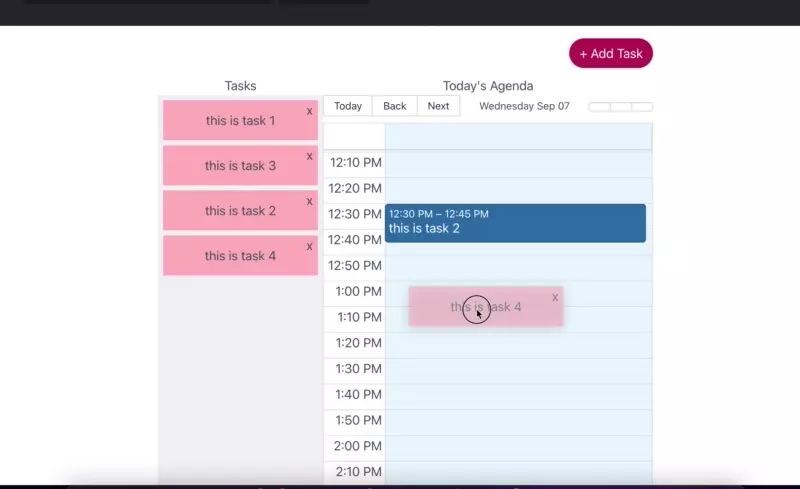 + Add Task
Tasks
Today's Agenda
this is task 1
x
this is task 3
x
this is task 2
x
this is task 4
x
Today
Back
Next
Wednesday Sep 07
12:10 PM
12:20 PM
12:30 PM
12:30 PM – 12:45 PM
this is task 2
12:40 PM
12:50 PM
1:00 PM
this is task 4
x
1:10 PM
1:20 PM
1:30 PM
1:40 PM
1:50 PM
2:00 PM
2:10 PM